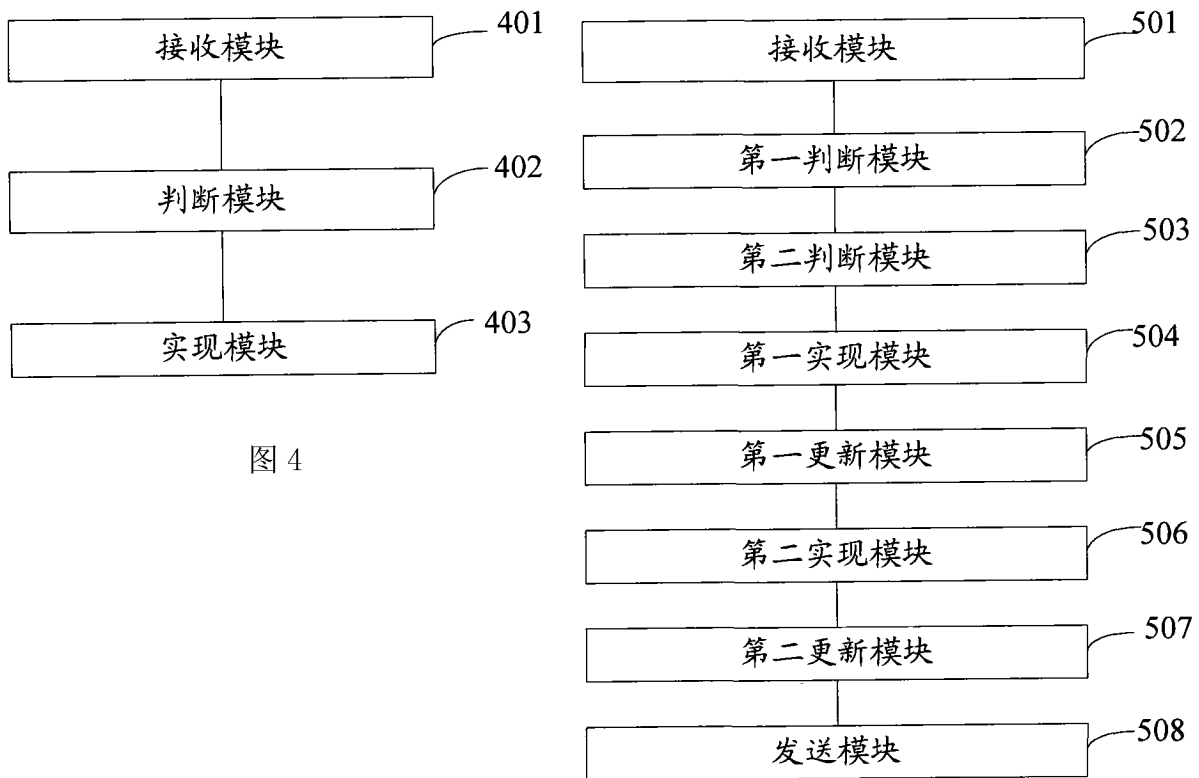 接收模块
401
判断模块
402
实现模块
403
图 4
接收模块
501
第一判断模块
502
第二判断模块
503
第一实现模块
504
第一更新模块
505
第二实现模块
506
第二更新模块
507
发送模块
508